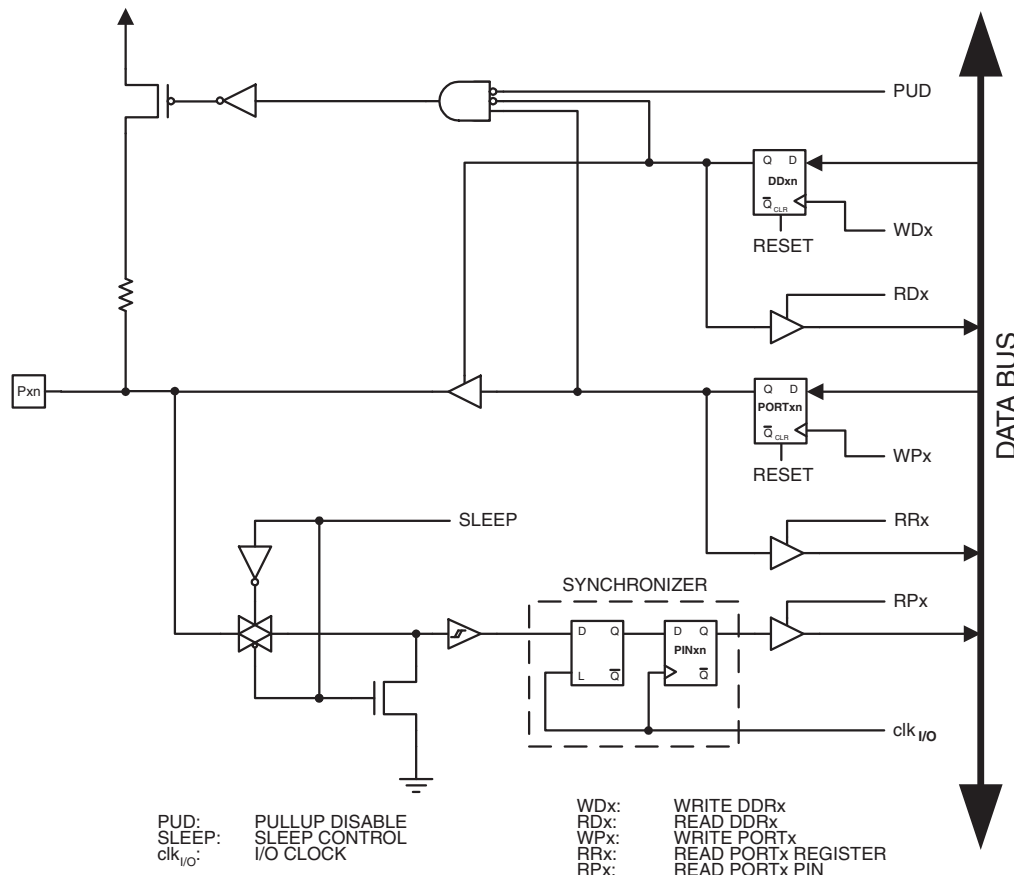 PUD
Q D
DDxn
Q CLR
WDx
RESET
RDx
DATA BUS
Pxn
Q D
PORTxn
Q CLR
WPx
RESET
RRx
SLEEP
SYNCHRONIZER
RPx
D Q
L Q
D Q
PINxn
Q
clk I/O
PUD: PULLUP DISABLE
SLEEP: SLEEP CONTROL
clkI/O: I/O CLOCK
WDx: WRITE DDRx
RDx: READ DDRx
WPx: WRITE PORTx
RRx: READ PORTx REGISTER
RPx: READ PORTx PIN